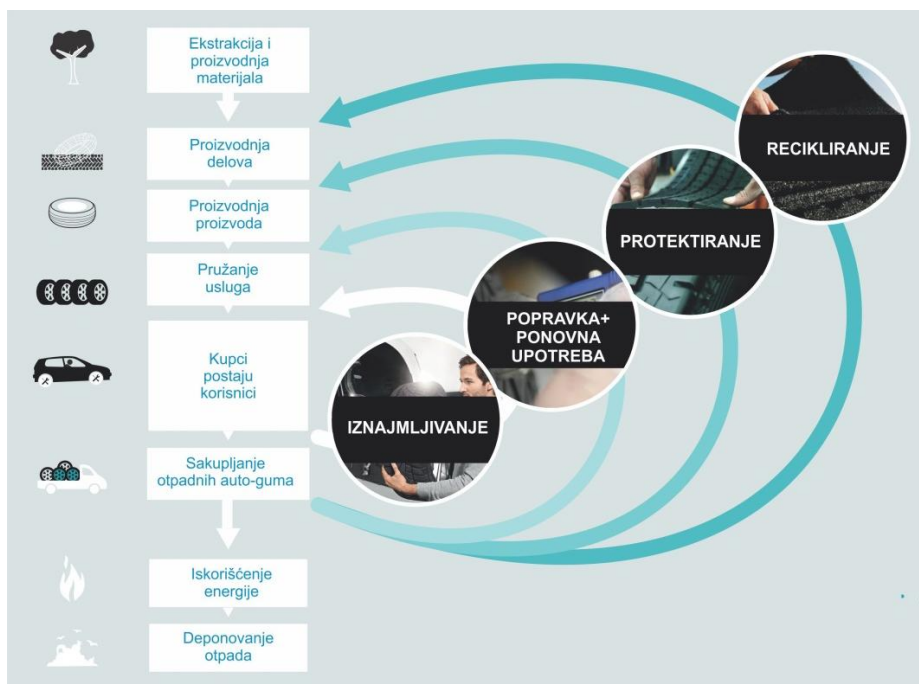 Ekstrakcija i
proizvodnja
materijala
Proizvodnja
delova
Proizvodnja
proizvoda
Pružanje
usluga
Kupci
postaju
korisnici
Sakupljanje
otpadnih auto-guma
Iskorišćenje
energije
Deponovanje
otpada
RECIKLIRANJE
PROTEKTIRANJE
POPRAVKA+
PONOVNA
UPOTREBA
IZNAJMLJIVANJE